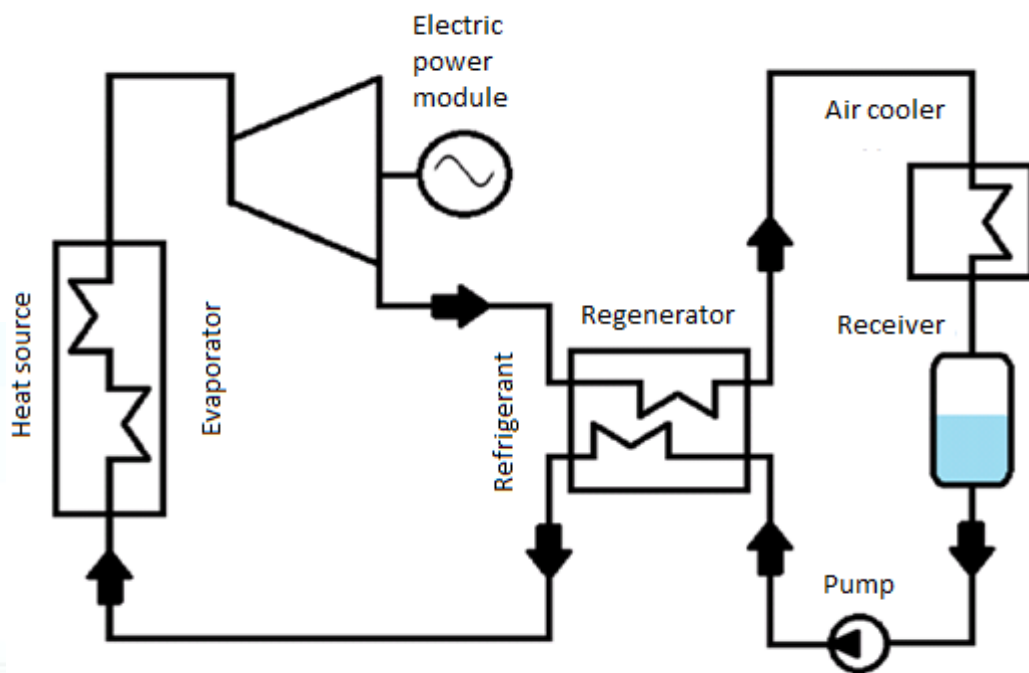 Electric
power
module
Air cooler
Heat source
Evaporator
Refrigerant
Regenerator
Receiver
Pump